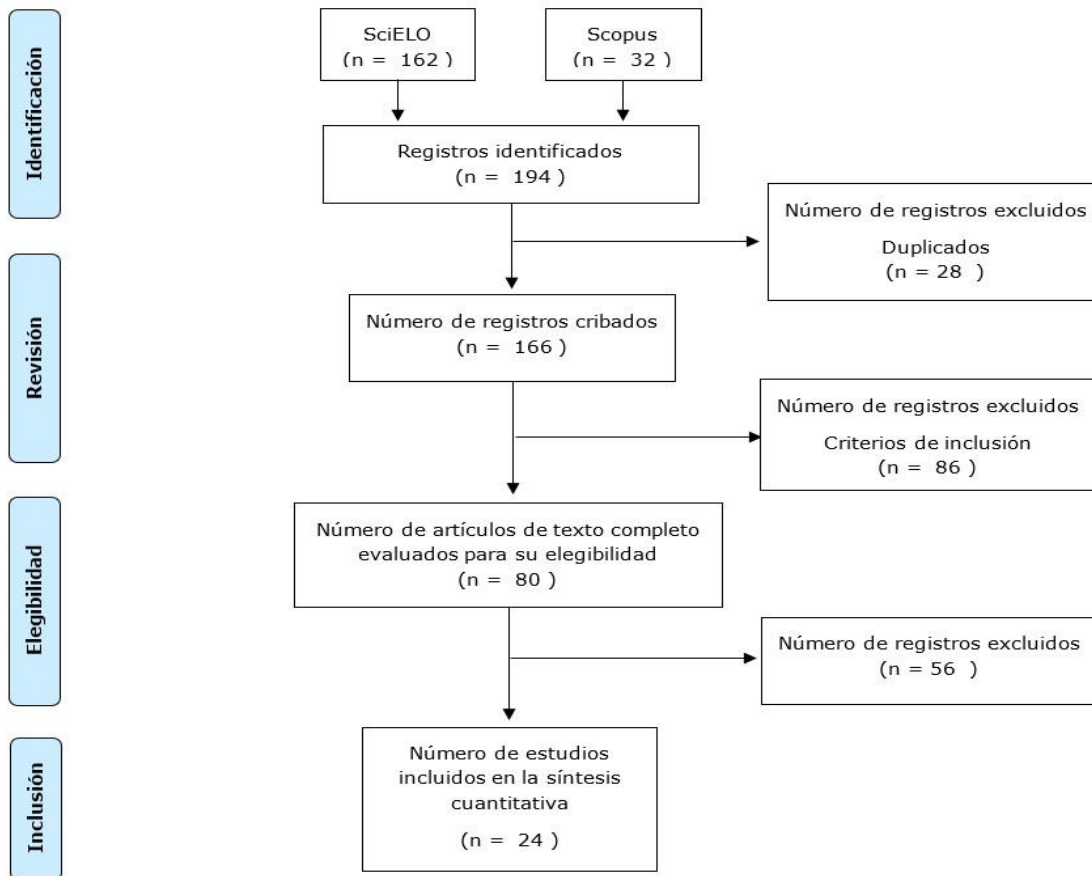 Identificación
SciELO
(n = 162 )
Scopus
(n = 32 )
Registros identificados
(n = 194 )
Número de registros excluidos
Duplicados
(n = 28 )
Revisión
Número de registros cribados
(n = 166 )
Número de registros excluidos
Criterios de inclusión
(n = 86 )
Elegibilidad
Número de artículos de texto completo
evaluados para su elegibilidad
(n = 80 )
Número de registros excluidos
(n = 56 )
Inclusión
Número de estudios
incluidos en la síntesis
cuantitativa
(n = 24 )